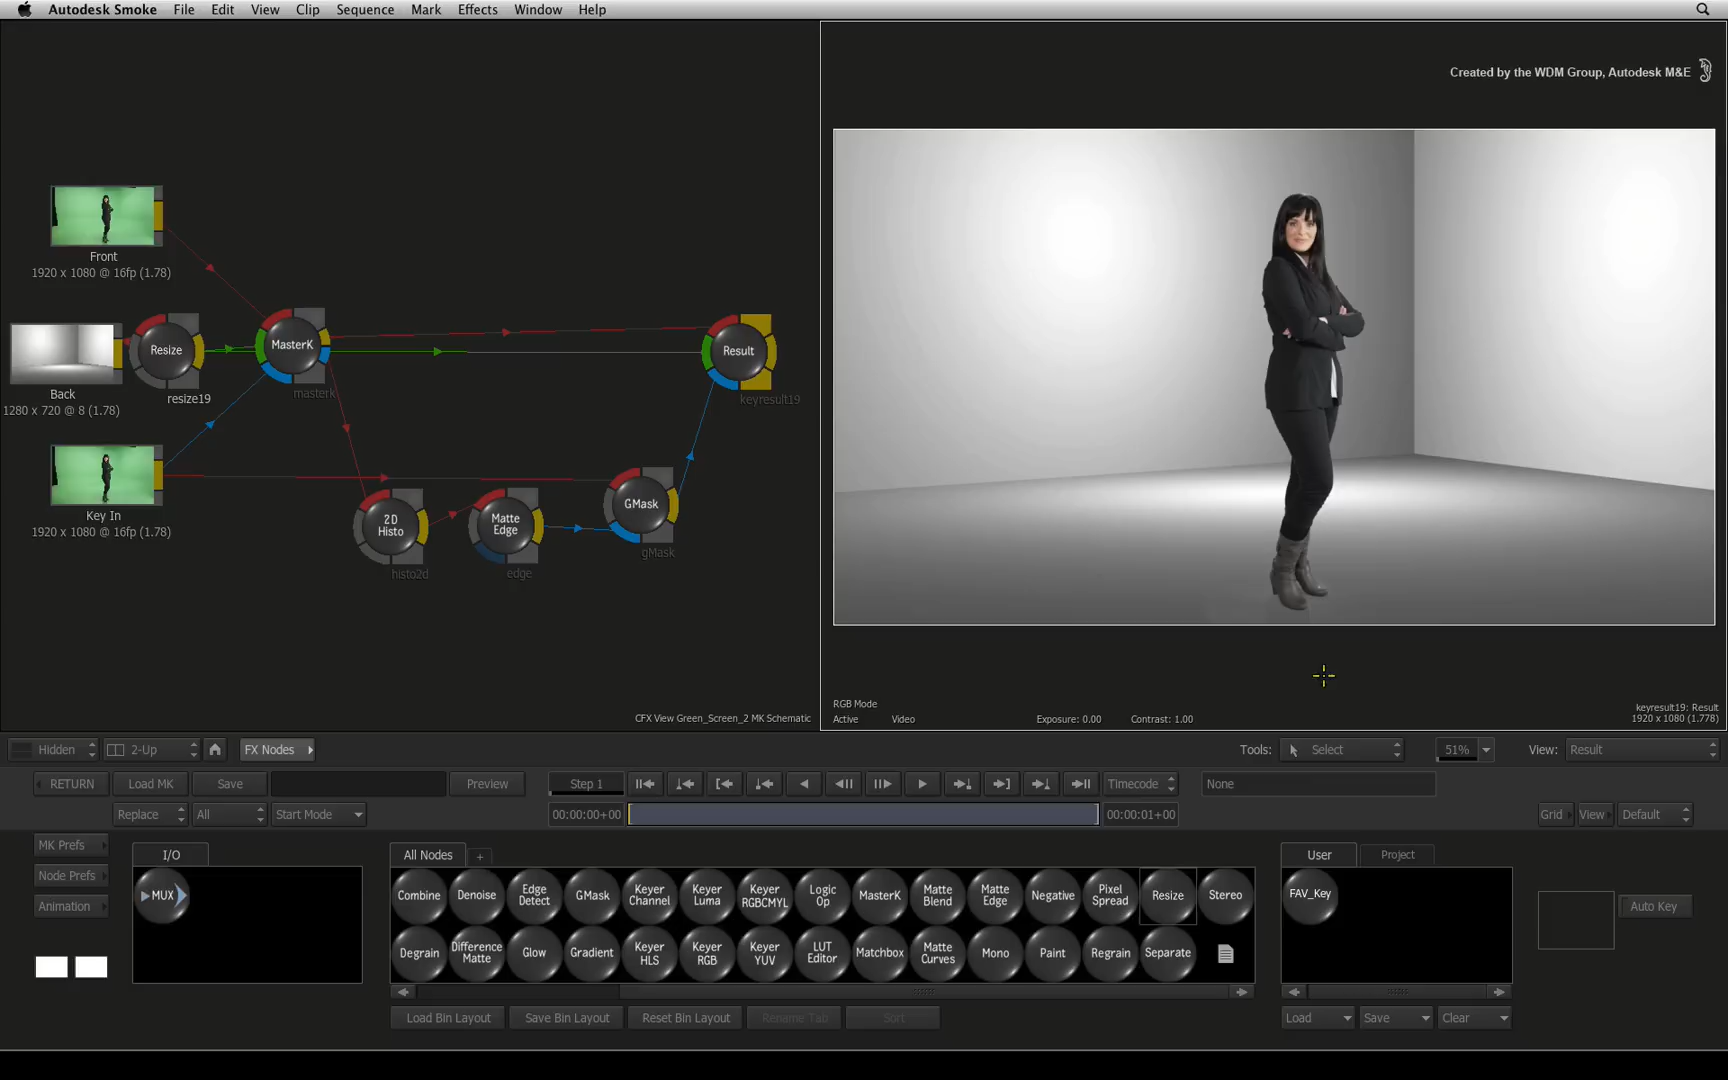 Autodesk Smoke File Edit View Clip Sequence Mark Effects Window Help
Created by the WDM Group, Autodesk M&E
Front
1920 x 1080 @ 16fp (1.78)
Back
1280 x 720 @ 8 (1.78)
Resize
resize19
MasterK
masterk
Result
keyresult19
Key In
1920 x 1080 @ 16fp (1.78)
2D
Histo
histo2d
Matte
Edge
edge
GMask
gMask
CFX View Green_Screen_2 MK Schematic
RGB Mode
Active Video Exposure: 0.00 Contrast: 1.00
keyresult19: Result
1920 x 1080 (1.778)
Hidden 2-Up FX Nodes Tools: Select 51% View: Result
RETURN Load MK Save Preview Step 1 Timecode None
Replace All Start Mode 00:00:00+00 00:00:01+00 Grid View Default
MK Prefs
Node Prefs
Animation
I/O
MUX
All Nodes +
Combine Denoise Edge Detect GMask Keyer Channel Keyer Luma Keyer RGBCMYL Logic Op MasterK Matte Blend Matte Edge Negative Pixel Spread Resize Stereo
Degrain Difference Matte Glow Gradient Keyer HLS Keyer RGB Keyer YUV LUT Editor Matchbox Matte Curves Mono Paint Regrain Separate
Load Bin Layout Save Bin Layout Reset Bin Layout Rename Tab Sort
User Project
FAV_Key
Load Save Clear
Auto Key